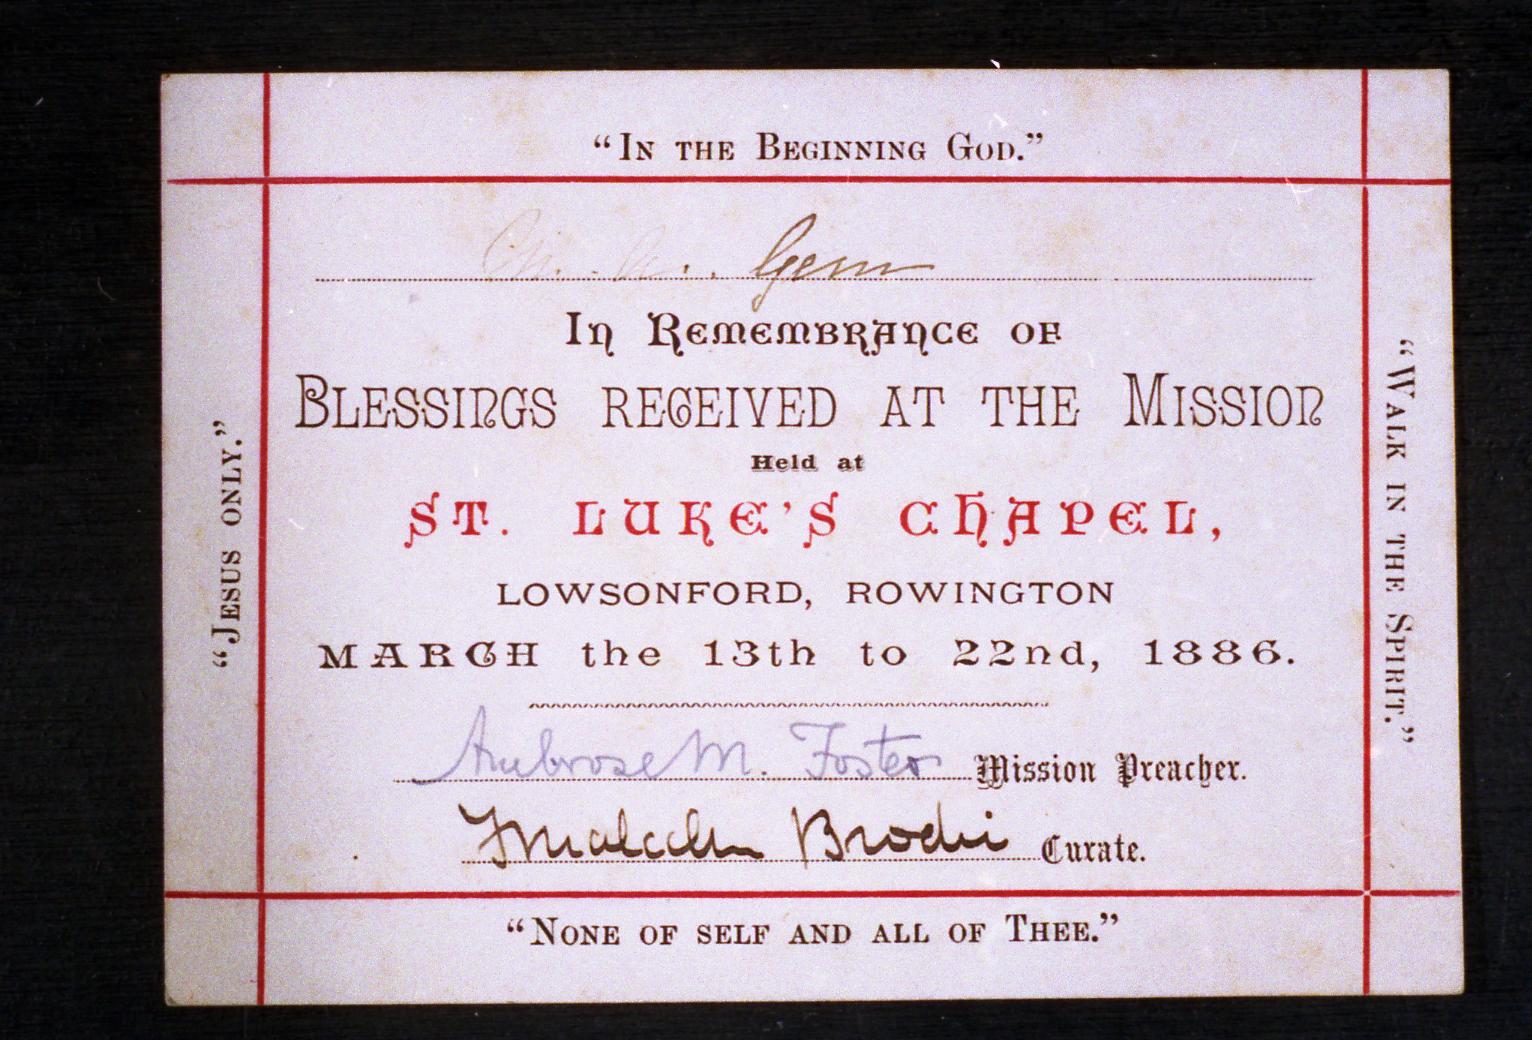 “In the Beginning God.”
Gem
In Remembrance of
Blessings received at the Mission
Held at
ST. LUKE'S CHAPEL,
LOWSONFORD, ROWINGTON
MARCH the 13th to 22nd, 1886.
Ambrose M. Foster Mission Preacher.
Malcolm Brodie Curate.
“None of self and all of Thee.”
“Jesus only.”
“Walk in the Spirit.”